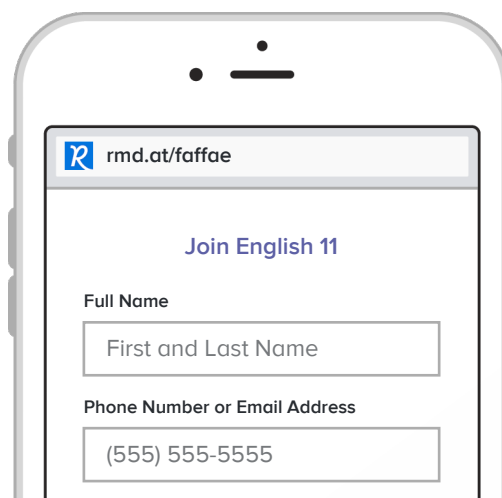 rmd.at/faffae
Join English 11
Full Name
First and Last Name
Phone Number or Email Address
(555) 555-5555